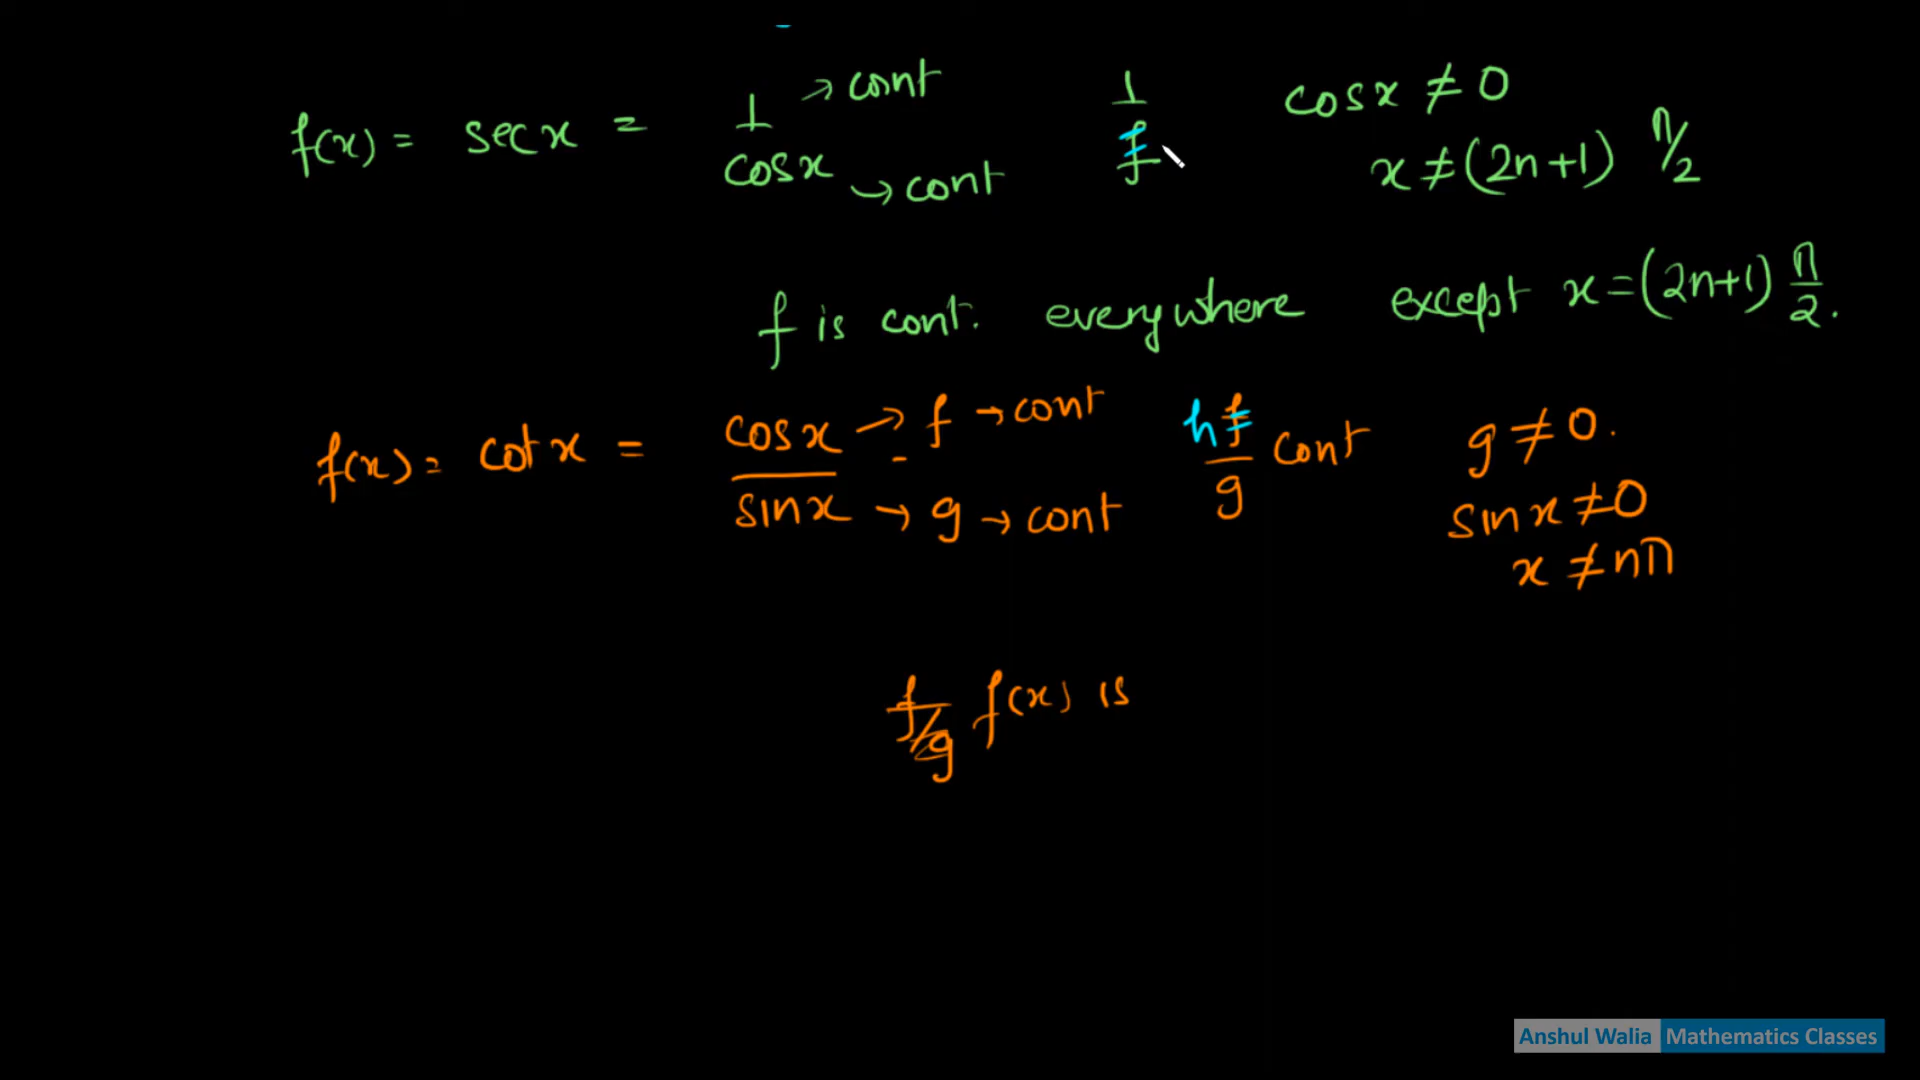 f(x) = sec x = 1/cos x → cont → cont 1/f cos x ≠ 0
x ≠ (2n+1) π/2
f is cont. everywhere except x = (2n+1) π/2.
f(x) = cot x = cos x/sin x → f → cont → g → cont hf/g cont g ≠ 0.
sin x ≠ 0
x ≠ nπ
f/g f(x) is
Anshul Walia Mathematics Classes